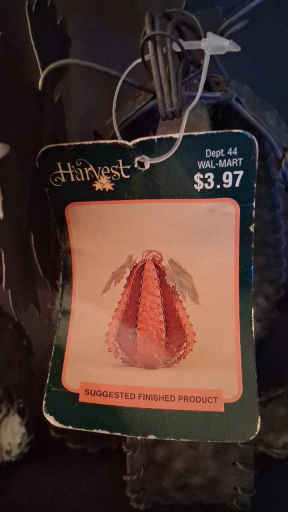 Harvest
Dept. 44
WAL-MART
$3.97
SUGGESTED FINISHED PRODUCT